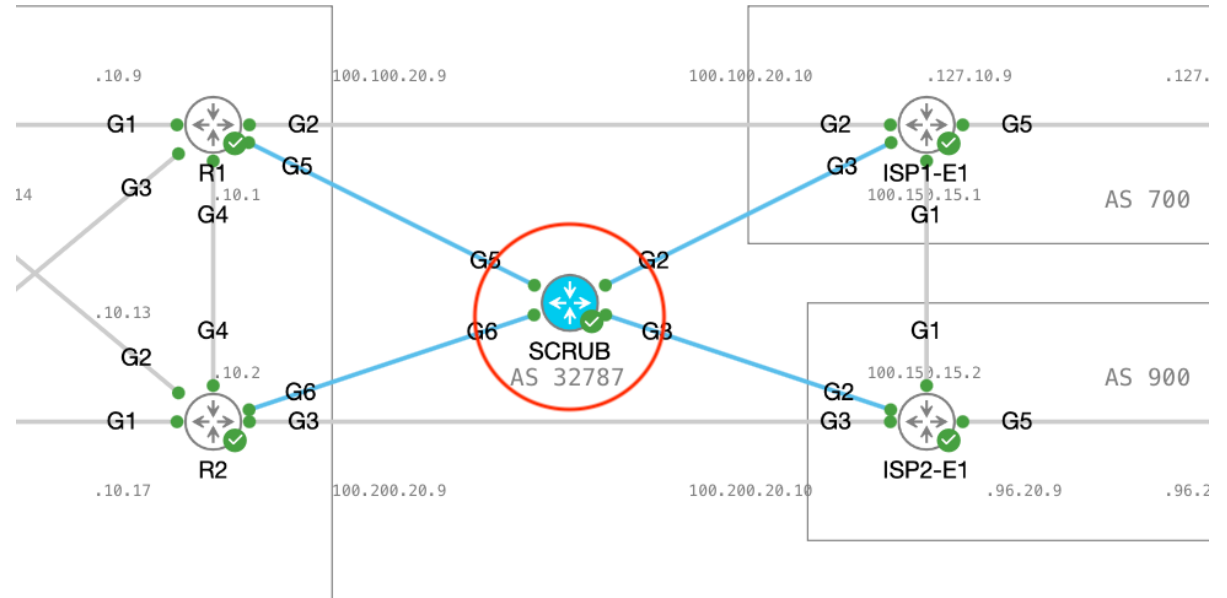 .10.9
100.100.20.9
100.100.20.10
.127.10.9
.127.
G1
G2
G2
G5
R1
G5
G3
ISP1-E1
G3
14
.10.1
100.150.15.1
AS 700
G4
G1
G5
G2
.10.13
G4
G6
G3
G1
SCRUB
G2
.10.2
AS 32787
100.150.15.2
AS 900
G6
G2
G1
G3
G3
G5
R2
ISP2-E1
.10.17
100.200.20.9
100.200.20.10
.96.20.9
.96.2